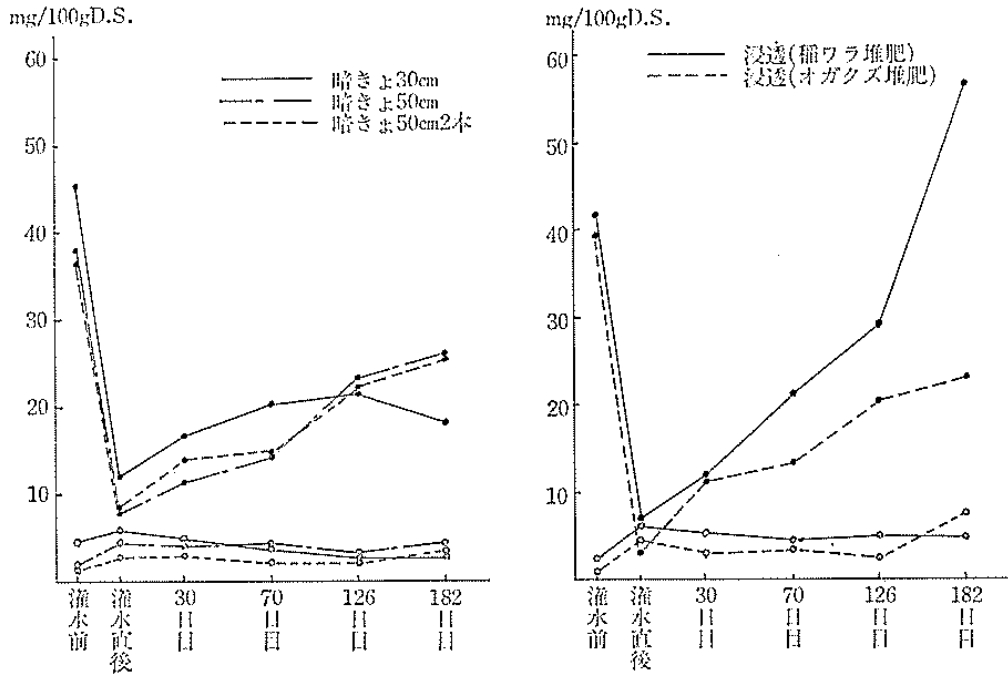 mg/100gD.S.
60
50
40
30
20
10
暗きょ30cm
暗きょ50cm
暗きょ50cm2本
灌水前
灌水直後
30日目
70日目
126日目
182日目
mg/100gD.S.
60
50
40
30
20
10
浸透(稲ワラ堆肥)
浸透(オガクズ堆肥)
灌水前
灌水直後
30日目
70日目
126日目
182日目